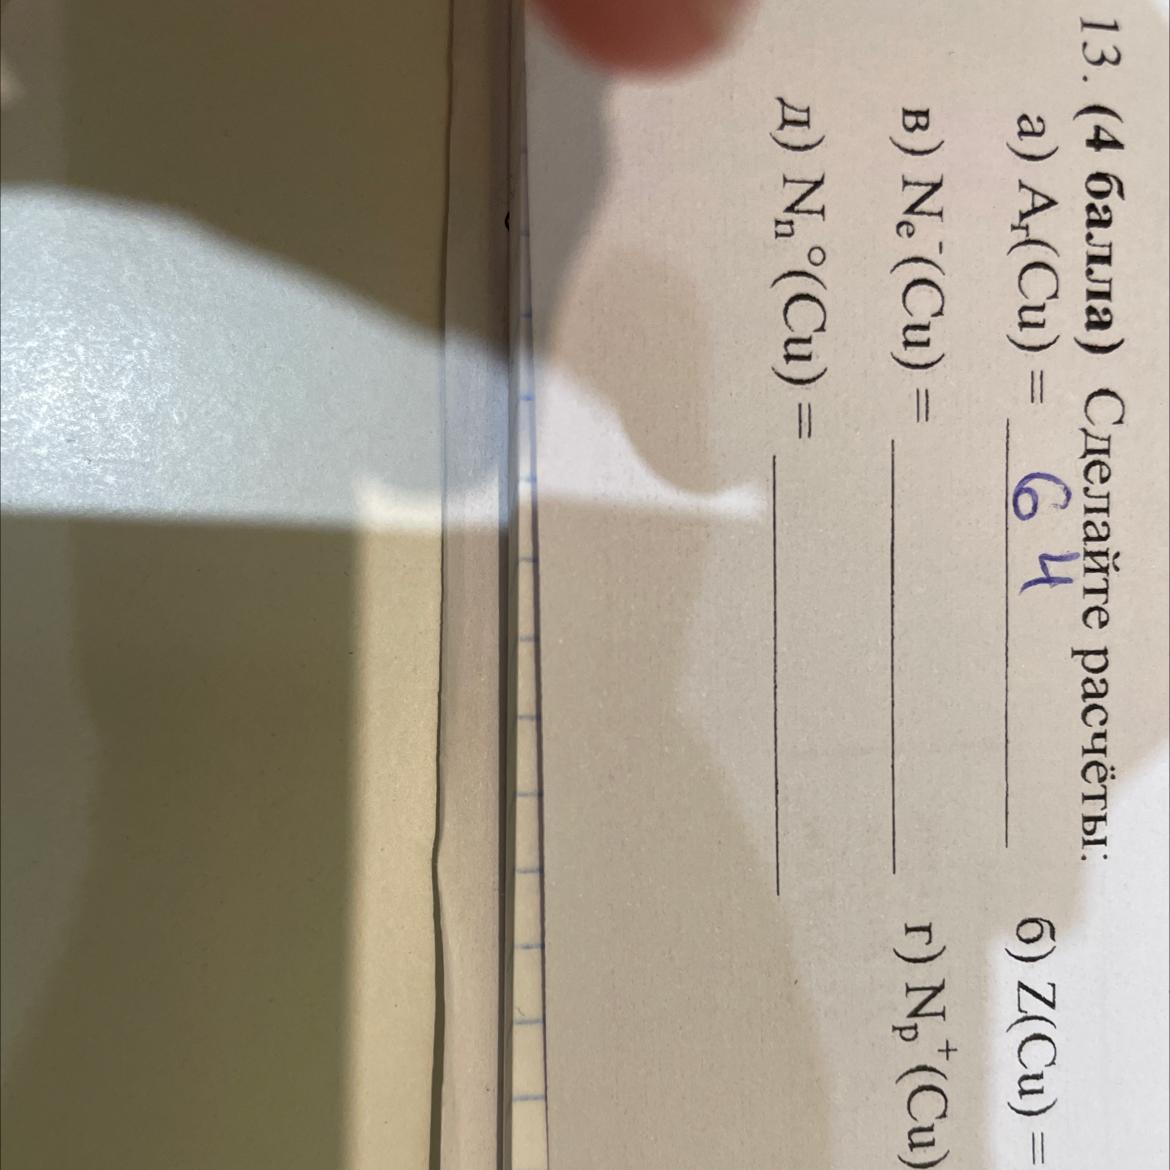 13. (4 балла) Сделайте расчёты:
а) Aᵣ(Cu) = 64 б) Z(Cu) =
в) Nₑ⁻(Cu) = г) Nₚ⁺(Cu)
д) Nₙ°(Cu) =